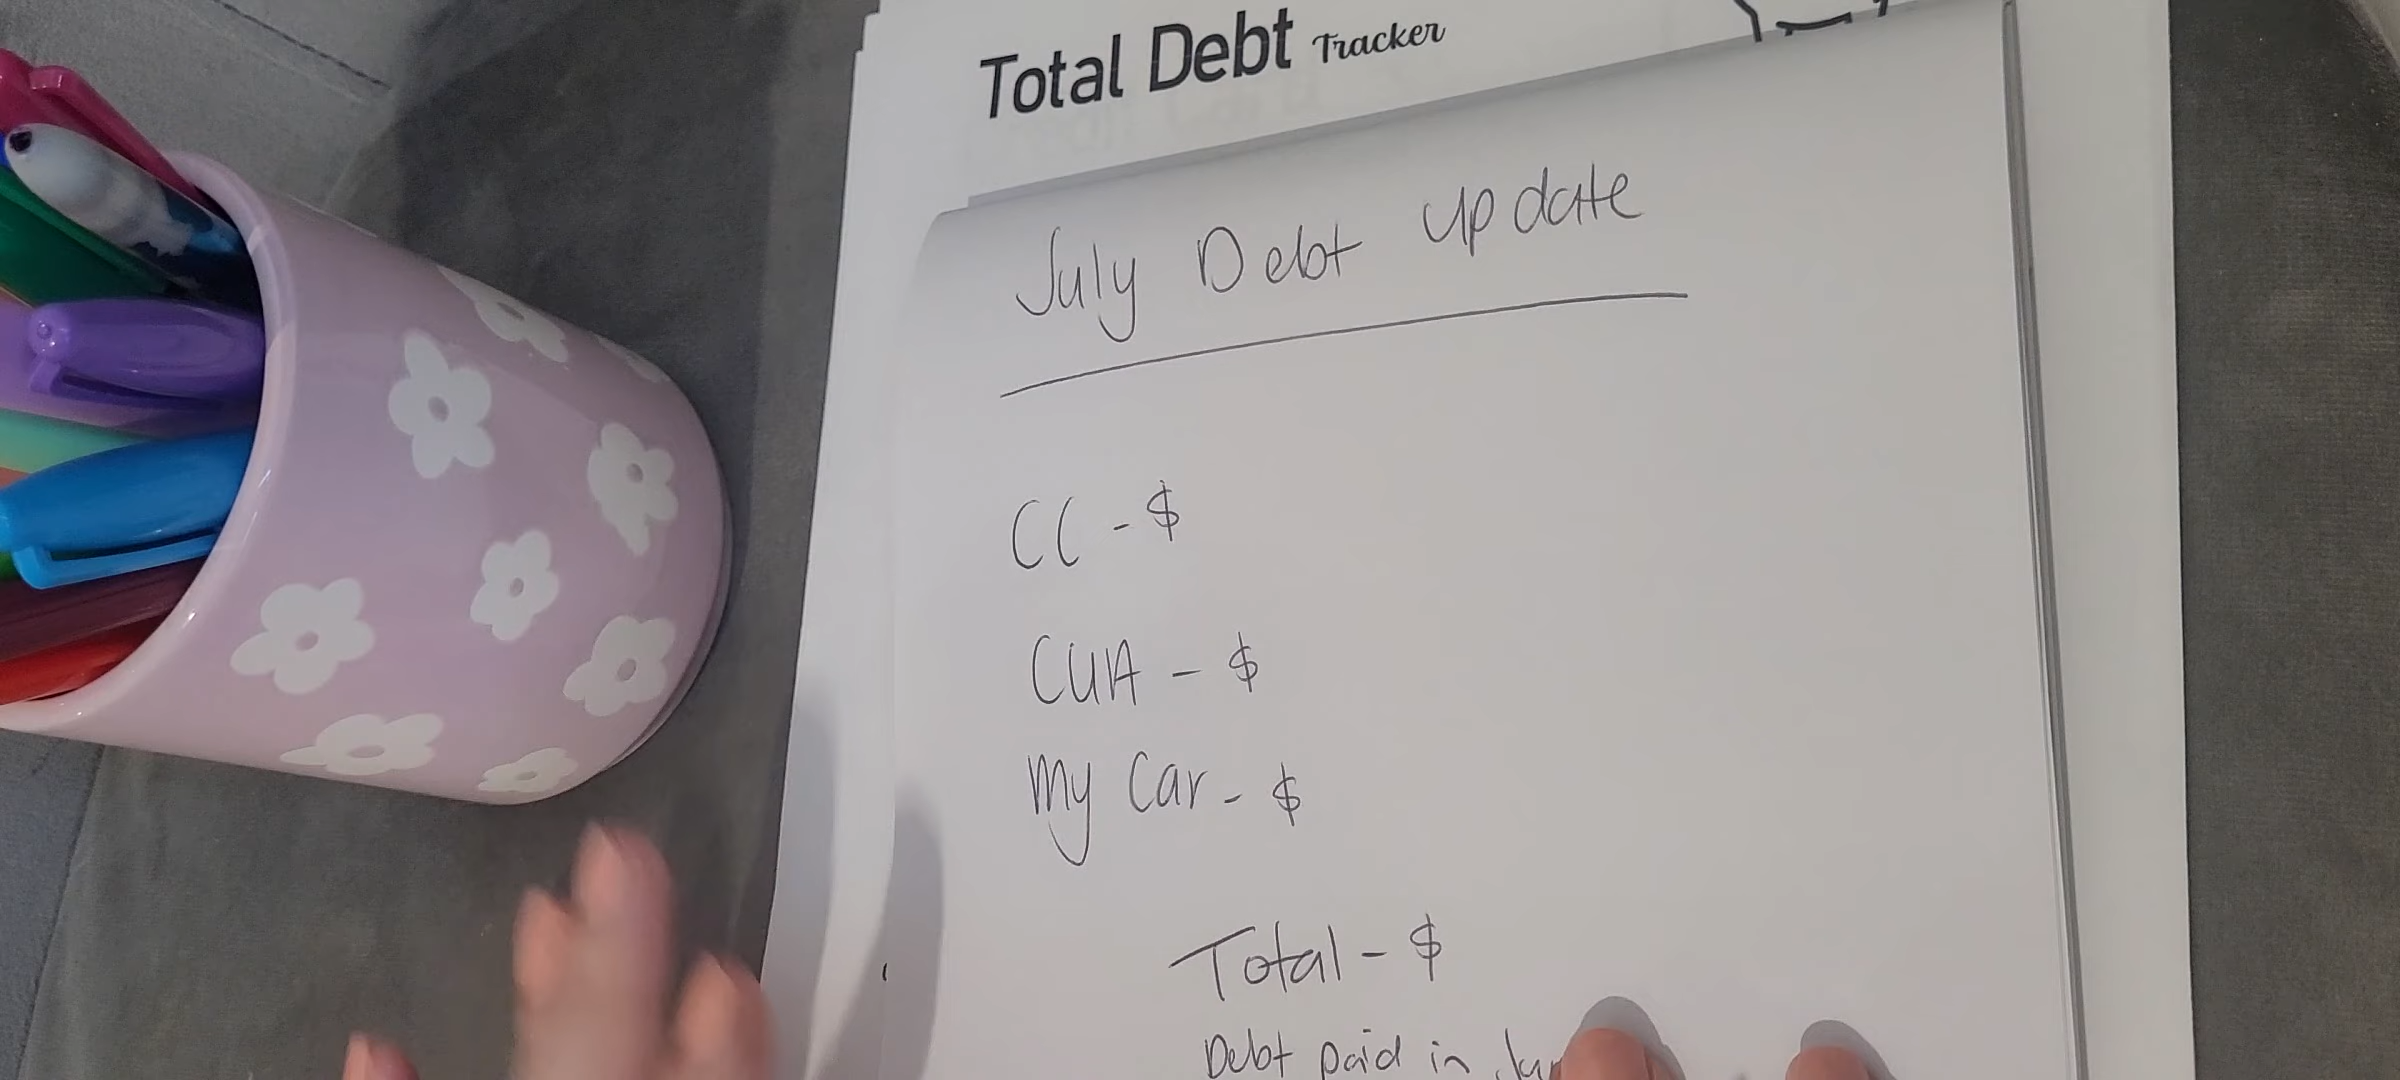 Total Debt Tracker
July Debt update
CC - $
CUA - $
My Car - $
Total - $
Debt paid in